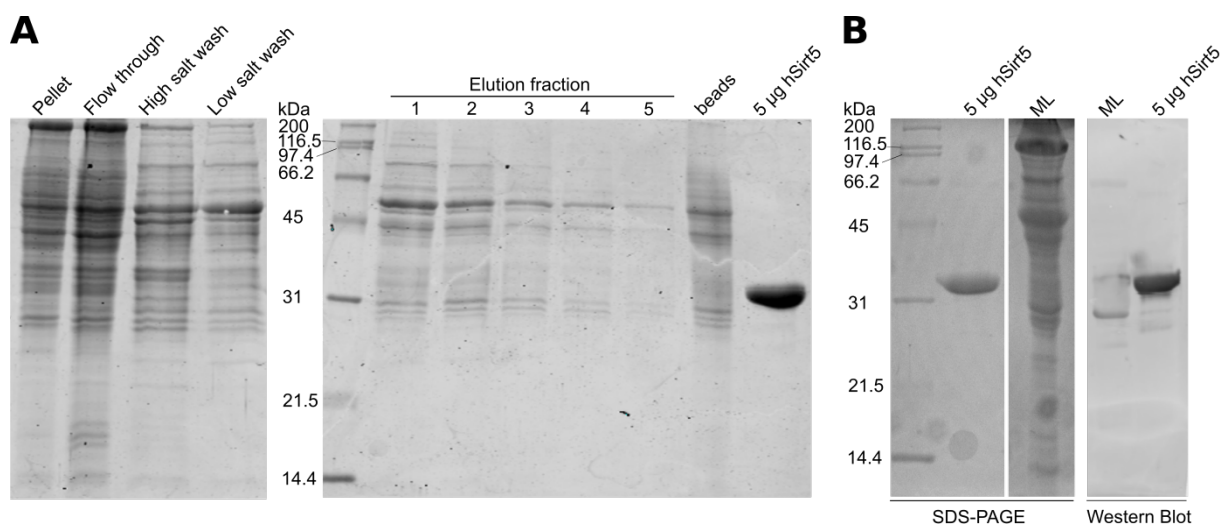 A
Pellet
Flow through
High salt wash
Low salt wash
Elution fraction
kDa
1 2 3 4 5
beads
5 µg hSirt5
200
116.5
97.4
66.2
45
31
21.5
14.4
B
kDa
5 µg hSirt5
ML
ML
5 µg hSirt5
200
116.5
97.4
66.2
45
31
21.5
14.4
SDS-PAGE
Western Blot